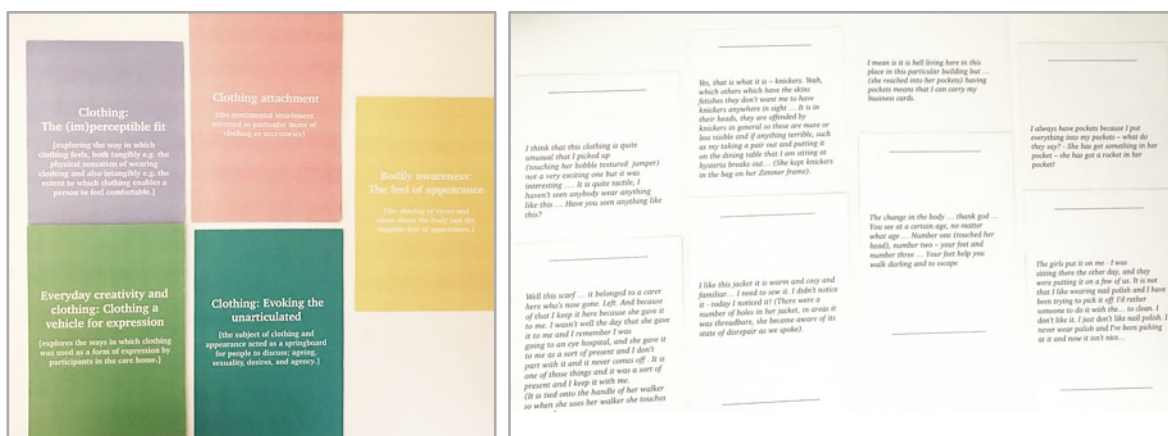 Clothing:
The (im)perceptible fit
[exploring the way in which
clothing feels, both tangibly e.g. the
physical sensation of wearing
clothing and also intangibly e.g. the
extent to which clothing enables a
person to feel comfortable.]
Clothing attachment
[the sentimental attachment
invested in particular items of
clothing or accessories]
Bodily awareness:
The feel of appearance
[the sharing of views and
ideas about the body and the
tangible feel of appearance.]
Everyday creativity and
clothing: Clothing a
vehicle for expression
[explores the ways in which clothing
was used as a form of expression by
participants in the care home.]
Clothing: Evoking the
unarticulated
[the subject of clothing and
appearance acted as a springboard
for people to discuss; ageing,
sexuality, desires, and agency.]
I think that this clothing is quite
unusual that I picked up
(touching her bobble textured jumper)
not a very exciting one but it was
interesting .... It is quite tactile, I
haven't seen anybody wear anything
like this ... Have you seen anything like
this?
Well this scarf ... it belonged to a carer
here who's now gone. Left. And because
of that I keep it here because she gave it
to me. I wasn't well the day that she gave
it to me and I remember I was
going to an eye hospital, and she gave it
to me as a sort of present and I don't
part with it and it never comes off . It is
one of those things and it was a sort of
present and I keep it with me.
(It is tied onto the handle of her walker
so when she uses her walker she touches
Yes, that is what it is – knickers. Yeah,
which others which have the skins
fetishes they don't want me to have
knickers anywhere in sight ... It is in
their heads, they are offended by
knickers in general so these are more or
less visible and if anything terrible, such
as my taking a pair out and putting it
on the dining table that I am sitting at
hysteria breaks out... (She kept knickers
in the bag on her Zimmer frame).
I like this jacket it is warm and cosy and
familiar... I need to sew it. I didn't notice
it - today I noticed it! (There were a
number of holes in her jacket, in areas it
was threadbare, she became aware of its
state of disrepair as we spoke).
I mean is it is hell living here in this
place in this particular building but ...
(she reached into her pockets) having
pockets means that I can carry my
business cards.
The change in the body ... thank god ...
You see at a certain age, no matter
what age ... Number one (touched her
head), number two – your feet and
number three ... Your feet help you
walk darling and to escape
I always have pockets because I put
everything into my pockets – what do
they say? - She has got something in her
pocket – she has got a rocket in her
pocket!
The girls put it on me - I was
sitting there the other day, and they
were putting it on a few of us. It is not
that I like wearing nail polish and I have
been trying to pick it off. I'd rather
someone to do it with the... to clean. I
don't like it. I just don't like nail polish. I
never wear polish and I've been picking
at it and now it isn't nice...